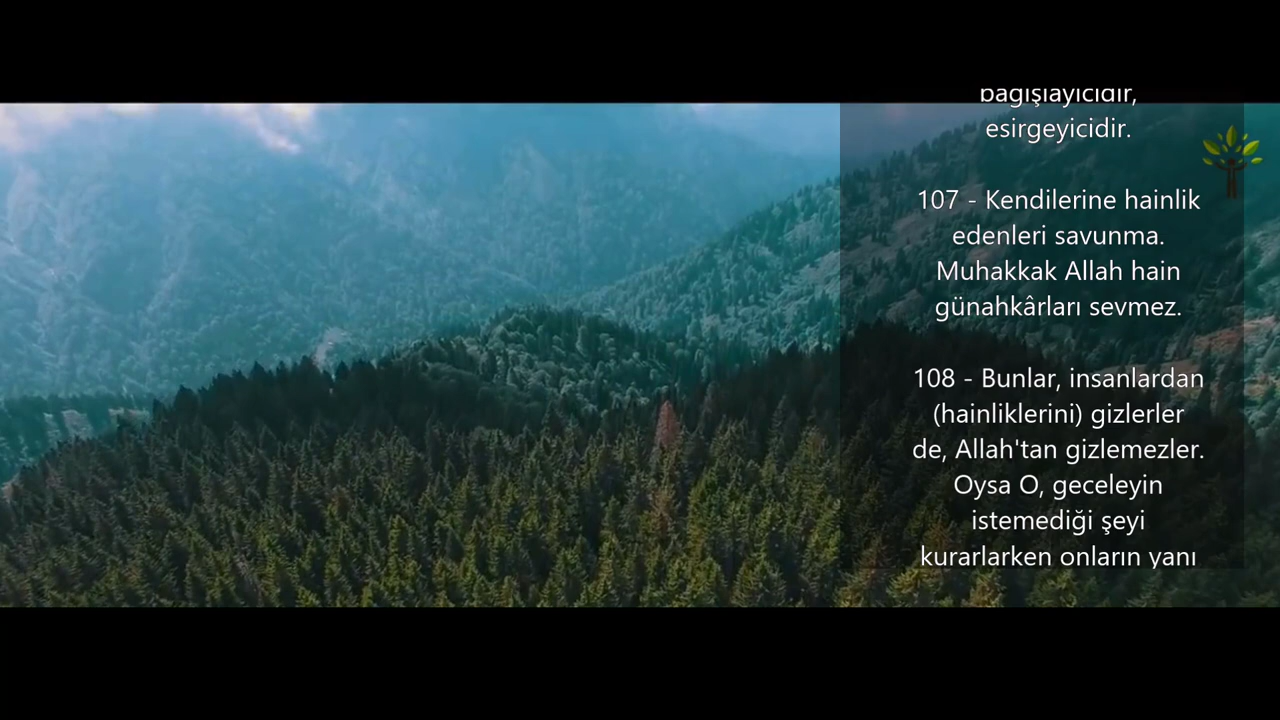 bağışlayıcıdır,
esirgeyicidir.
107 - Kendilerine hainlik
edenleri savunma.
Muhakkak Allah hain
günahkârları sevmez.
108 - Bunlar, insanlardan
(hainliklerini) gizlerler
de, Allah'tan gizlemezler.
Oysa O, geceleyin
istemediği şeyi
kurarlarken onların yanı